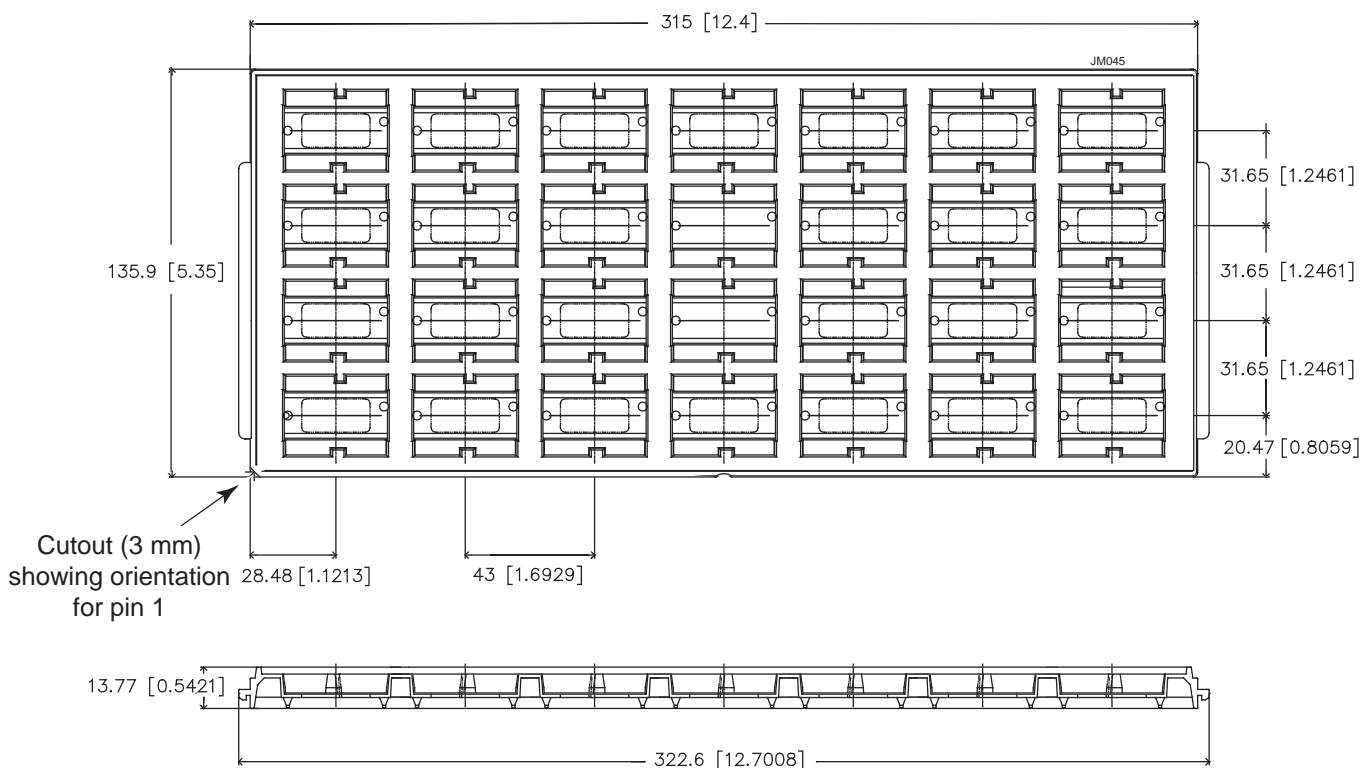 315 [12.4]
JM045
31.65 [1.2461]
135.9 [5.35]
31.65 [1.2461]
31.65 [1.2461]
20.47 [0.8059]
Cutout (3 mm)
showing orientation
for pin 1
28.48 [1.1213]
43 [1.6929]
13.77 [0.5421]
322.6 [12.7008]